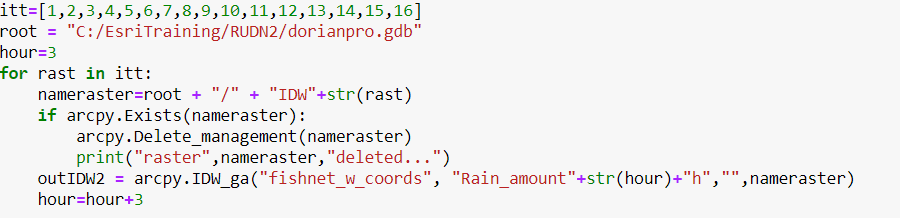 itt=[1,2,3,4,5,6,7,8,9,10,11,12,13,14,15,16]
root = "C:/EsriTraining/RUDN2/dorianpro.gdb"
hour=3
for rast in itt:
    nameraster=root + "/" + "IDW"+str(rast)
    if arcpy.Exists(nameraster):
        arcpy.Delete_management(nameraster)
        print("raster",nameraster,"deleted...")
    outIDW2 = arcpy.IDW_ga("fishnet_w_coords", "Rain_amount"+str(hour)+"h","",nameraster)
    hour=hour+3